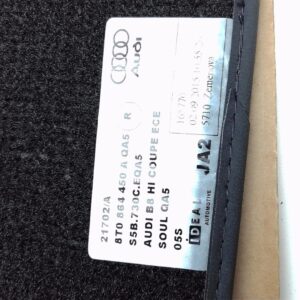 Audi
21702/A
8T0 864 450 A QA5
R
S5B.730C.EQA5
AUDI B8 HI COUPE ECE
SOUL QA5
05S
iDEAL
AUTOMOTIVE
JA2